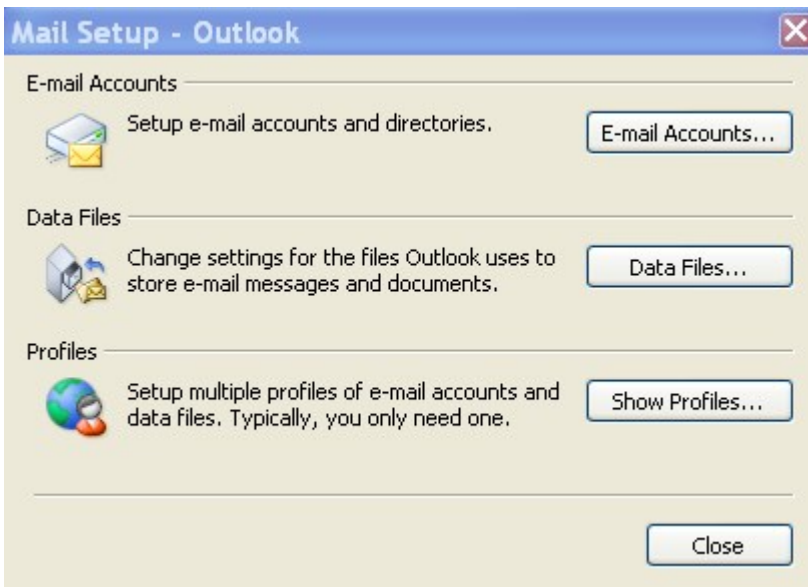 Mail Setup - Outlook
E-mail Accounts
Setup e-mail accounts and directories.
E-mail Accounts...
Data Files
Change settings for the files Outlook uses to
store e-mail messages and documents.
Data Files...
Profiles
Setup multiple profiles of e-mail accounts and
data files. Typically, you only need one.
Show Profiles...
Close